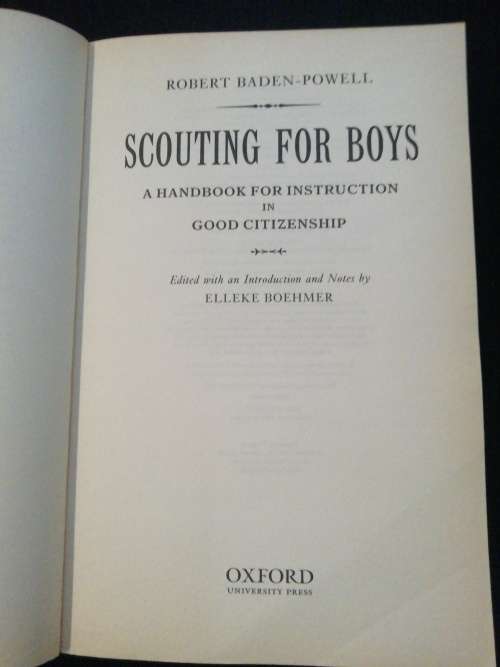 ROBERT BADEN-POWELL
SCOUTING FOR BOYS
A HANDBOOK FOR INSTRUCTION
IN
GOOD CITIZENSHIP
Edited with an Introduction and Notes by
ELLEKE BOEHMER
OXFORD
UNIVERSITY PRESS